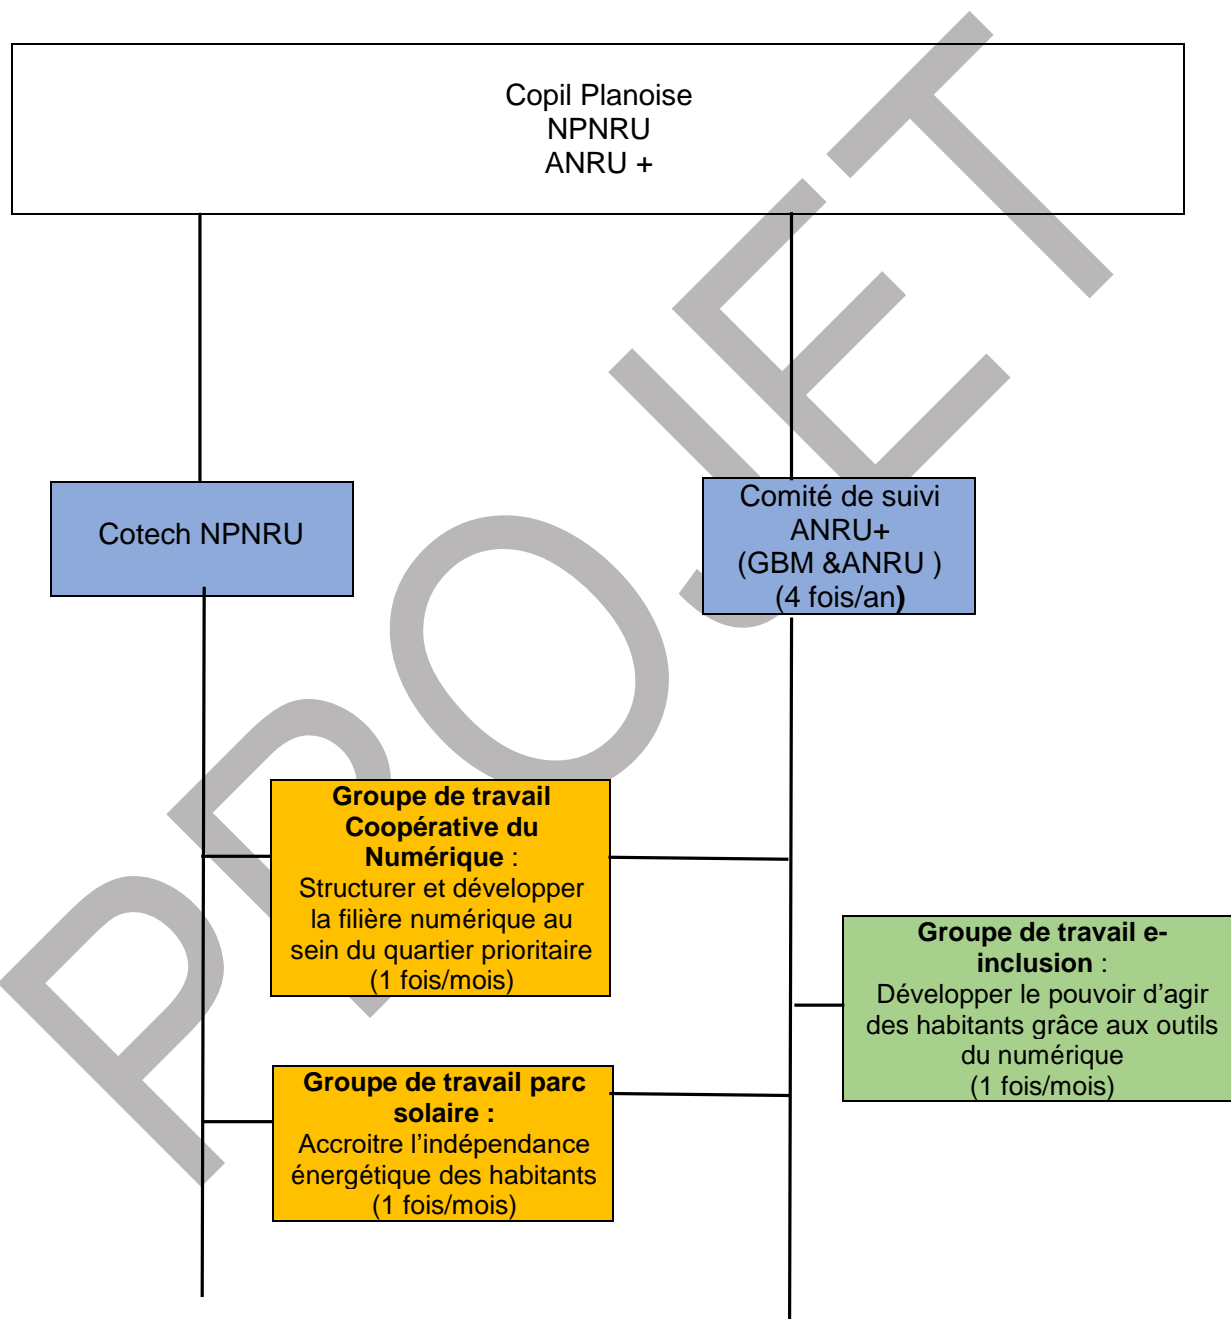 Copil Planoise
NPNRU
ANRU +
Cotech NPNRU
Comité de suivi
ANRU+
(GBM &ANRU )
(4 fois/an)
Groupe de travail
Coopérative du
Numérique :
Structurer et développer
la filière numérique au
sein du quartier prioritaire
(1 fois/mois)
Groupe de travail e-
inclusion :
Développer le pouvoir d’agir
des habitants grâce aux outils
du numérique
(1 fois/mois)
Groupe de travail parc
solaire :
Accroitre l’indépendance
énergétique des habitants
(1 fois/mois)
PROJET